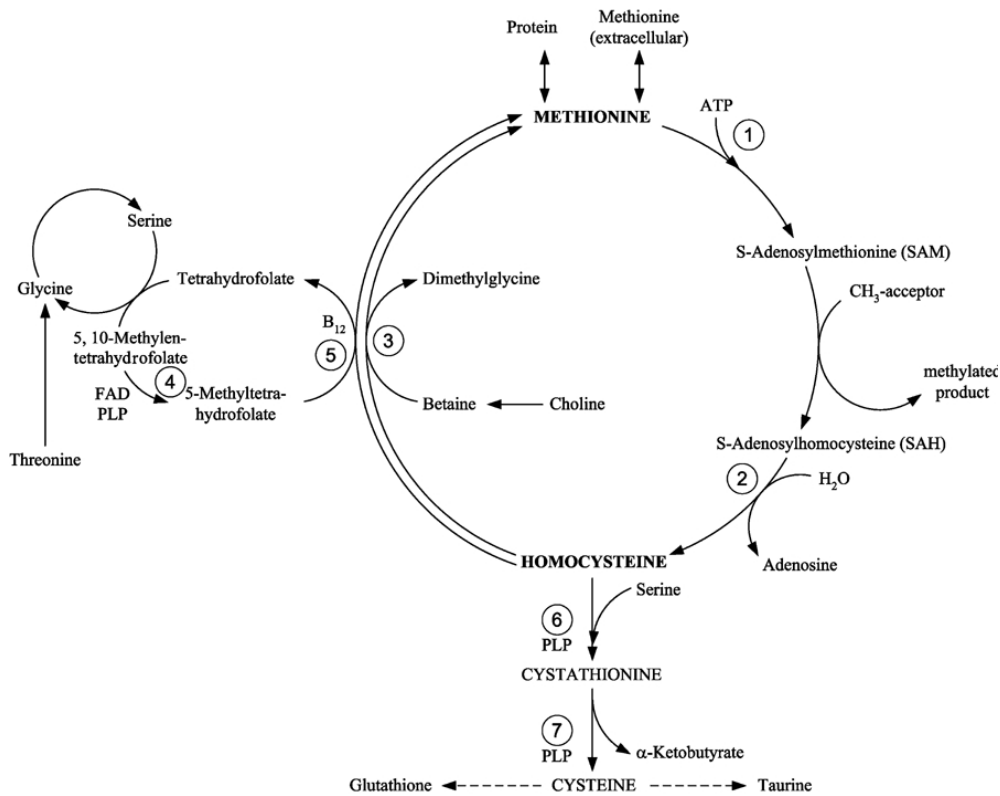 Protein
Methionine
(extracellular)
METHIONINE
ATP
1
Serine
S-Adenosylmethionine (SAM)
Glycine
Tetrahydrofolate
Dimethylglycine
CH₃-acceptor
B₁₂
5
3
5, 10-Methylen-
tetrahydrofolate
4
FAD
PLP
5-Methyltetra-
hydrofolate
Betaine
Choline
methylated
product
Threonine
S-Adenosylhomocysteine (SAH)
2
H₂O
HOMOCYSTEINE
Adenosine
Serine
6
PLP
CYSTATHIONINE
7
PLP
α-Ketobutyrate
Glutathione
CYSTEINE
Taurine